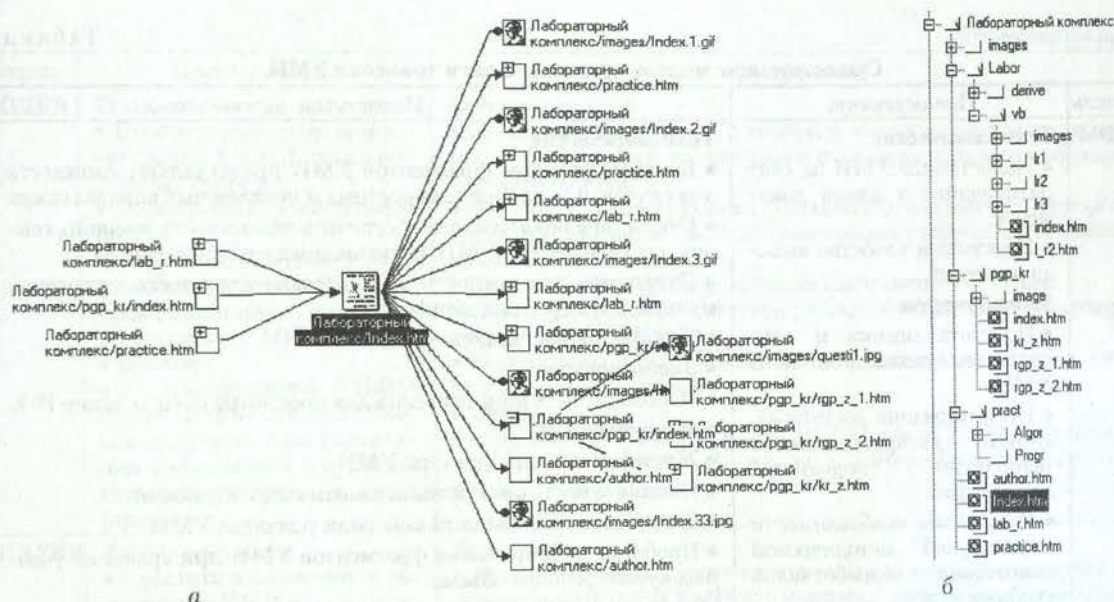 Лабораторный
комплекс/images/Index.1.gif
Лабораторный
комплекс/practice.htm
Лабораторный
комплекс/images/Index.2.gif
Лабораторный
комплекс/practice.htm
Лабораторный
комплекс/lab_r.htm
Лабораторный
комплекс/images/Index.3.gif
Лабораторный
комплекс/lab_r.htm
Лабораторный
комплекс/pgp_kr/
Лабораторный
комплекс/images/
Лабораторный
комплекс/pgp_kr/index.htm
Лабораторный
комплекс/author.htm
Лабораторный
комплекс/images/Index.33.jpg
Лабораторный
комплекс/author.htm
Лабораторный
комплекс/lab_r.htm
Лабораторный
комплекс/pgp_kr/index.htm
Лабораторный
комплекс/practice.htm
Лабораторный
комплекс/Index.htm
Лабораторный
комплекс/images/questi1.jpg
Лабораторный
комплекс/pgp_kr/rgp_z_1.htm
Лабораторный
комплекс/pgp_kr/rgp_z_2.htm
Лабораторный
комплекс/pgp_kr/kr_z.htm
а
Лабораторный комплекс
images
Labor
derive
vb
images
lr1
lr2
lr3
index.htm
l_r2.htm
pgp_kr
image
index.htm
kr_z.htm
rgp_z_1.htm
rgp_z_2.htm
pract
Algor
Progr
author.htm
Index.htm
lab_r.htm
practice.htm
б